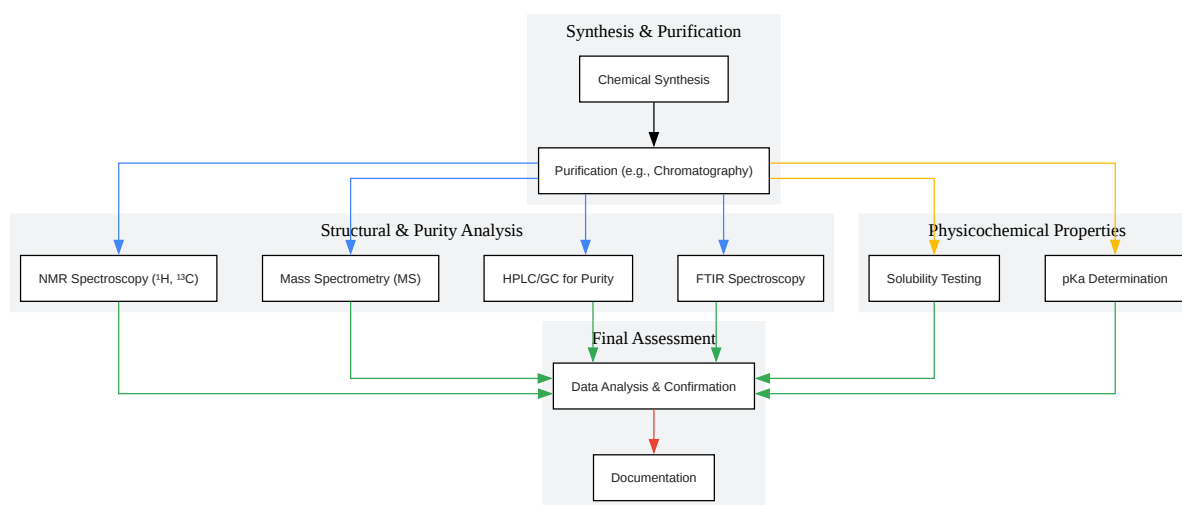 Synthesis & Purification
Chemical Synthesis
Purification (e.g., Chromatography)
Structural & Purity Analysis
Physicochemical Properties
NMR Spectroscopy (¹H, ¹³C)
Mass Spectrometry (MS)
HPLC/GC for Purity
FTIR Spectroscopy
Solubility Testing
pKa Determination
Final Assessment
Data Analysis & Confirmation
Documentation